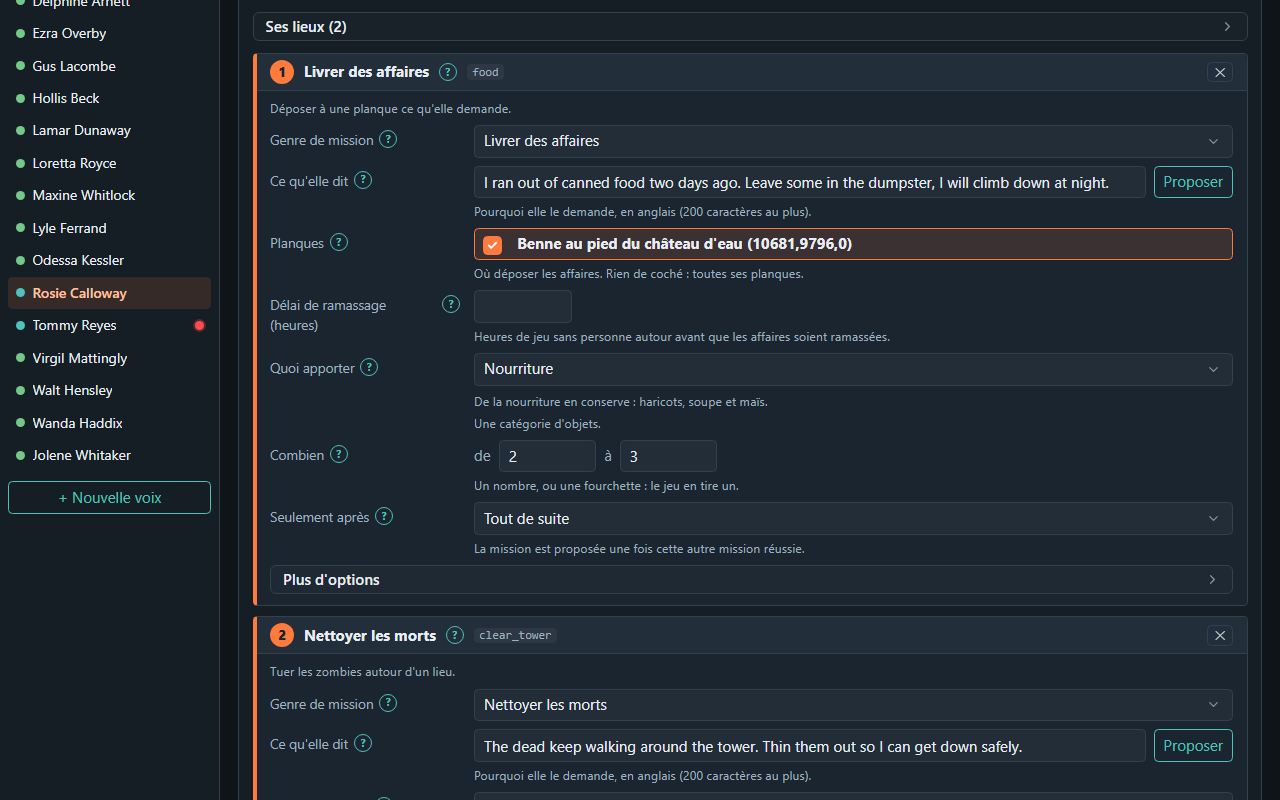 Delphine Arnett
Ezra Overby
Gus Lacombe
Hollis Beck
Lamar Dunaway
Loretta Royce
Maxine Whitlock
Lyle Ferrand
Odessa Kessler
Rosie Calloway
Tommy Reyes
Virgil Mattingly
Walt Hensley
Wanda Haddix
Jolene Whitaker
+ Nouvelle voix
Ses lieux (2)
1 Livrer des affaires ? food
Déposer à une planque ce qu'elle demande.
Genre de mission ? Livrer des affaires
Ce qu'elle dit ? I ran out of canned food two days ago. Leave some in the dumpster, I will climb down at night. Proposer
Pourquoi elle le demande, en anglais (200 caractères au plus).
Planques ? Benne au pied du château d'eau (10681,9796,0)
Où déposer les affaires. Rien de coché : toutes ses planques.
Délai de ramassage (heures) ?
Heures de jeu sans personne autour avant que les affaires soient ramassées.
Quoi apporter ? Nourriture
De la nourriture en conserve : haricots, soupe et maïs.
Une catégorie d'objets.
Combien ? de 2 à 3
Un nombre, ou une fourchette : le jeu en tire un.
Seulement après ? Tout de suite
La mission est proposée une fois cette autre mission réussie.
Plus d'options
2 Nettoyer les morts ? clear_tower
Tuer les zombies autour d'un lieu.
Genre de mission ? Nettoyer les morts
Ce qu'elle dit ? The dead keep walking around the tower. Thin them out so I can get down safely. Proposer
Pourquoi elle le demande, en anglais (200 caractères au plus).